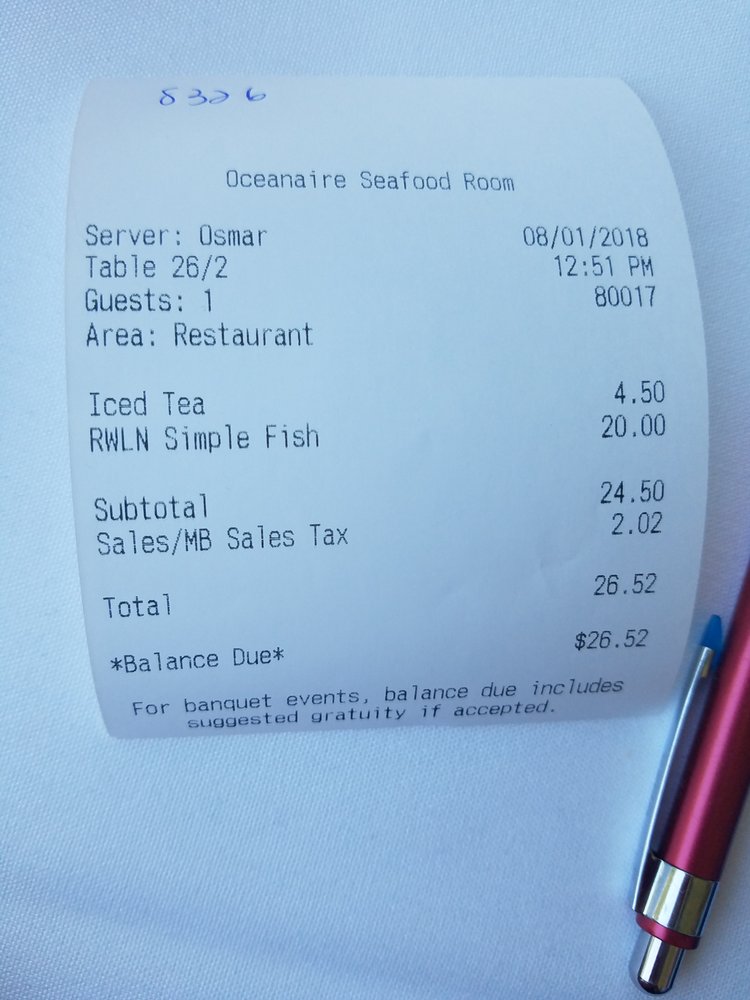 8326
Oceanaire Seafood Room
Server: Osmar 08/01/2018
Table 26/2 12:51 PM
Guests: 1 80017
Area: Restaurant
Iced Tea 4.50
RWLN Simple Fish 20.00
Subtotal 24.50
Sales/MB Sales Tax 2.02
Total 26.52
*Balance Due* $26.52
For banquet events, balance due includes
suggested gratuity if accepted.